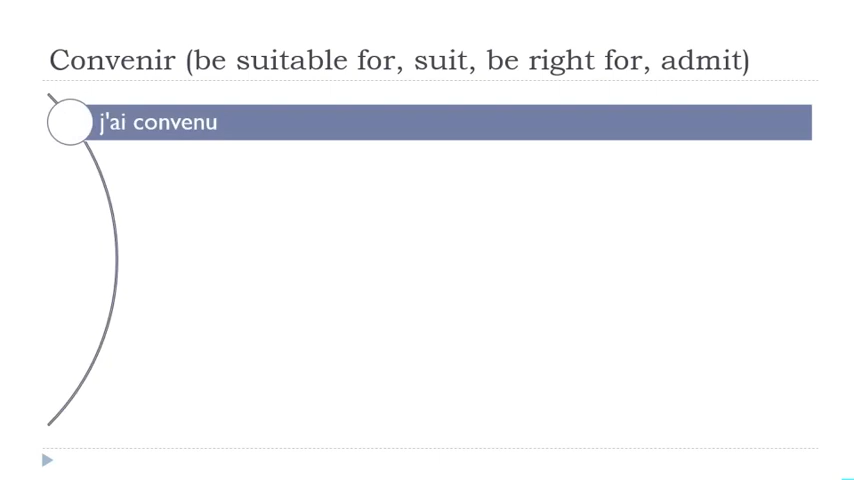 Convenir (be suitable for, suit, be right for, admit)
j'ai convenu